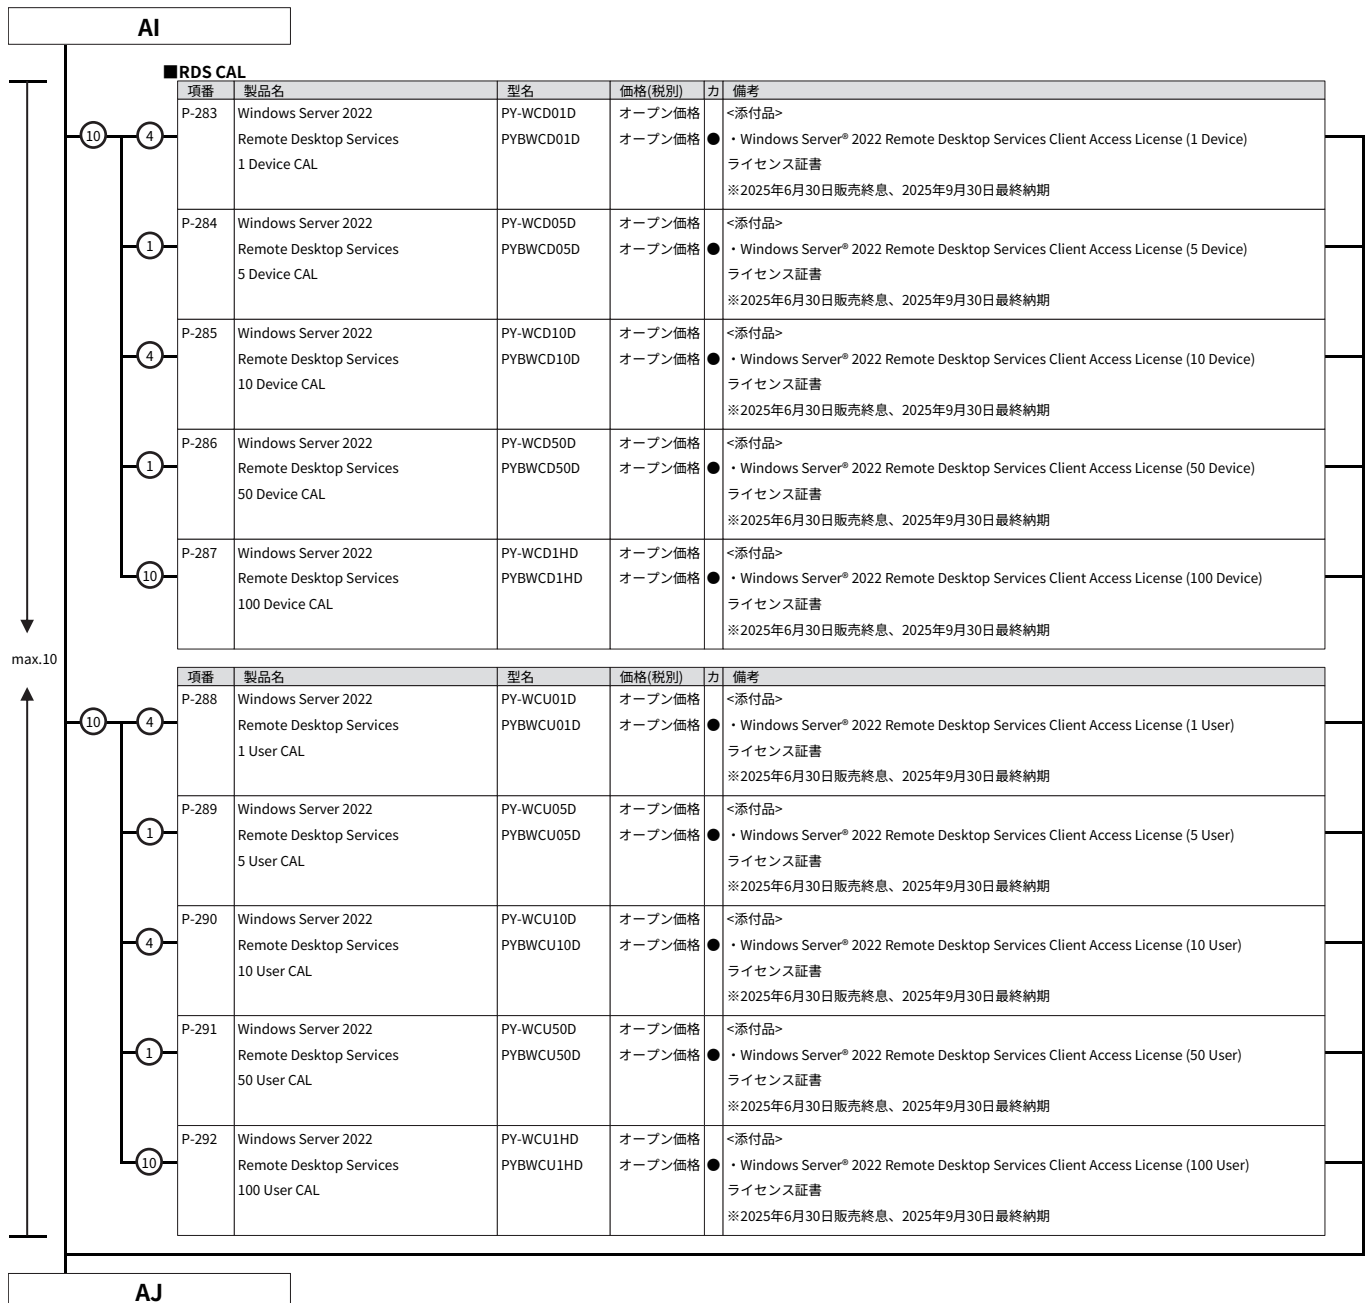 AI
■RDS CAL
項番 製品名 型名 価格(税別) カ 備考
P-283 Windows Server 2022 PY-WCD01D オープン価格 <添付品>
10 4 Remote Desktop Services PYBWCD01D オープン価格 ● ・Windows Server® 2022 Remote Desktop Services Client Access License (1 Device)
1 Device CAL ライセンス証書
※2025年6月30日販売終息、2025年9月30日最終納期
P-284 Windows Server 2022 PY-WCD05D オープン価格 <添付品>
1 Remote Desktop Services PYBWCD05D オープン価格 ● ・Windows Server® 2022 Remote Desktop Services Client Access License (5 Device)
5 Device CAL ライセンス証書
※2025年6月30日販売終息、2025年9月30日最終納期
P-285 Windows Server 2022 PY-WCD10D オープン価格 <添付品>
4 Remote Desktop Services PYBWCD10D オープン価格 ● ・Windows Server® 2022 Remote Desktop Services Client Access License (10 Device)
10 Device CAL ライセンス証書
※2025年6月30日販売終息、2025年9月30日最終納期
P-286 Windows Server 2022 PY-WCD50D オープン価格 <添付品>
1 Remote Desktop Services PYBWCD50D オープン価格 ● ・Windows Server® 2022 Remote Desktop Services Client Access License (50 Device)
50 Device CAL ライセンス証書
※2025年6月30日販売終息、2025年9月30日最終納期
P-287 Windows Server 2022 PY-WCD1HD オープン価格 <添付品>
10 Remote Desktop Services PYBWCD1HD オープン価格 ● ・Windows Server® 2022 Remote Desktop Services Client Access License (100 Device)
100 Device CAL ライセンス証書
※2025年6月30日販売終息、2025年9月30日最終納期
max.10
項番 製品名 型名 価格(税別) カ 備考
P-288 Windows Server 2022 PY-WCU01D オープン価格 <添付品>
10 4 Remote Desktop Services PYBWCU01D オープン価格 ● ・Windows Server® 2022 Remote Desktop Services Client Access License (1 User)
1 User CAL ライセンス証書
※2025年6月30日販売終息、2025年9月30日最終納期
P-289 Windows Server 2022 PY-WCU05D オープン価格 <添付品>
1 Remote Desktop Services PYBWCU05D オープン価格 ● ・Windows Server® 2022 Remote Desktop Services Client Access License (5 User)
5 User CAL ライセンス証書
※2025年6月30日販売終息、2025年9月30日最終納期
P-290 Windows Server 2022 PY-WCU10D オープン価格 <添付品>
4 Remote Desktop Services PYBWCU10D オープン価格 ● ・Windows Server® 2022 Remote Desktop Services Client Access License (10 User)
10 User CAL ライセンス証書
※2025年6月30日販売終息、2025年9月30日最終納期
P-291 Windows Server 2022 PY-WCU50D オープン価格 <添付品>
1 Remote Desktop Services PYBWCU50D オープン価格 ● ・Windows Server® 2022 Remote Desktop Services Client Access License (50 User)
50 User CAL ライセンス証書
※2025年6月30日販売終息、2025年9月30日最終納期
P-292 Windows Server 2022 PY-WCU1HD オープン価格 <添付品>
10 Remote Desktop Services PYBWCU1HD オープン価格 ● ・Windows Server® 2022 Remote Desktop Services Client Access License (100 User)
100 User CAL ライセンス証書
※2025年6月30日販売終息、2025年9月30日最終納期
AJ